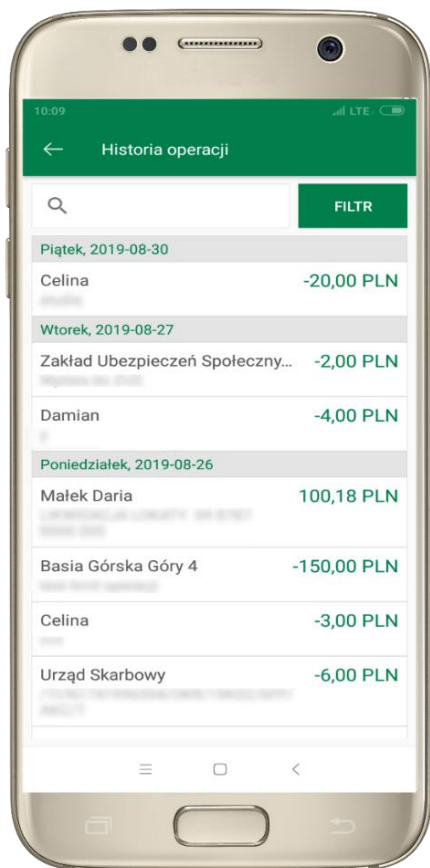 10:09 LTE
Historia operacji
FILTR
Piątek, 2019-08-30
Celina -20,00 PLN
Wtorek, 2019-08-27
Zakład Ubezpieczeń Społeczny... -2,00 PLN
Damian -4,00 PLN
Poniedziałek, 2019-08-26
Małek Daria 100,18 PLN
Basia Górska Góry 4 -150,00 PLN
Celina -3,00 PLN
Urząd Skarbowy -6,00 PLN